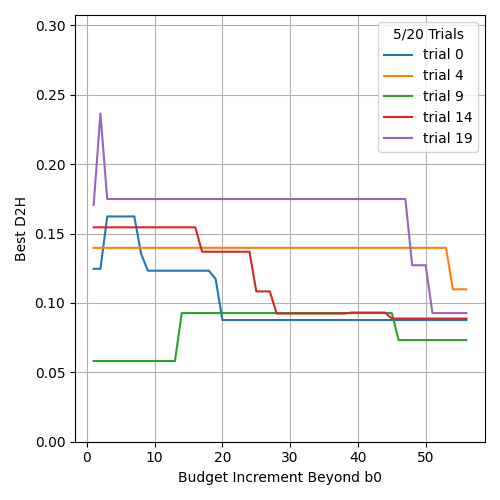 5/20 Trials
trial 0
trial 4
trial 9
trial 14
trial 19
0.30
0.25
0.20
0.15
0.10
0.05
0.00
Best D2H
0 10 20 30 40 50
Budget Increment Beyond b0